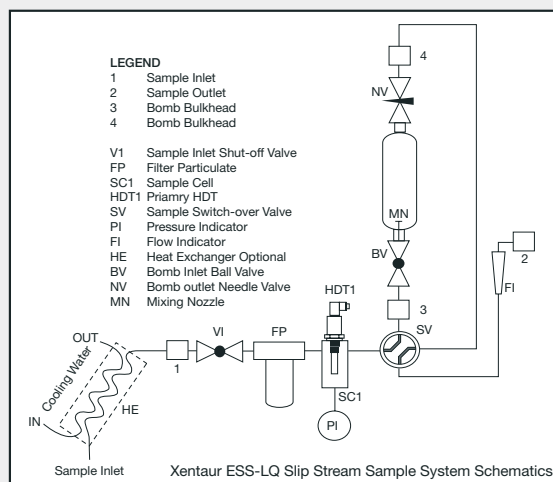 LEGEND
1 Sample Inlet
2 Sample Outlet
3 Bomb Bulkhead
4 Bomb Bulkhead
V1 Sample Inlet Shut-off Valve
FP Filter Particulate
SC1 Sample Cell
HDT1 Priamry HDT
SV Sample Switch-over Valve
PI Pressure Indicator
FI Flow Indicator
HE Heat Exchanger Optional
BV Bomb Inlet Ball Valve
NV Bomb outlet Needle Valve
MN Mixing Nozzle
4
NV
MN
BV
2
FI
HDT1
3
SV
VI
FP
OUT
Cooling Water
1
SC1
HE
IN
PI
Sample Inlet
Xentaur ESS-LQ Slip Stream Sample System Schematics